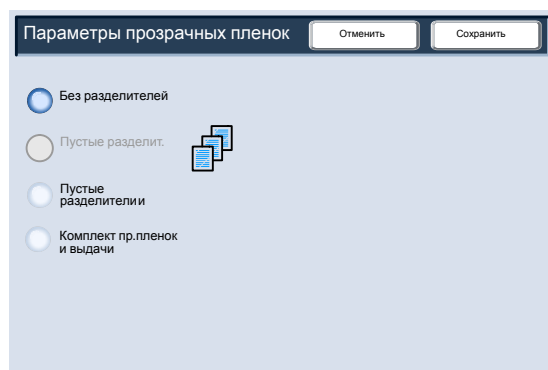 Параметры прозрачных пленок
Отменить
Сохранить
Без разделителей
Пустые разделит.
Пустые
разделители и
Комплект пр.пленок
и выдачи